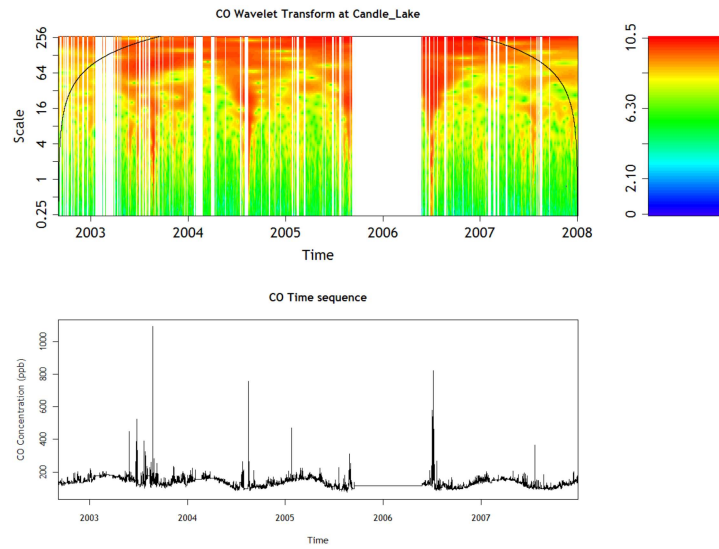 CO Wavelet Transform at Candle_Lake
256
64
16
4
1
0.25
Scale
2003 2004 2005 2006 2007 2008
Time
10.5
6.30
2.10
0
CO Time sequence
1000
800
600
400
200
CO Concentration (ppb)
2003 2004 2005 2006 2007
Time